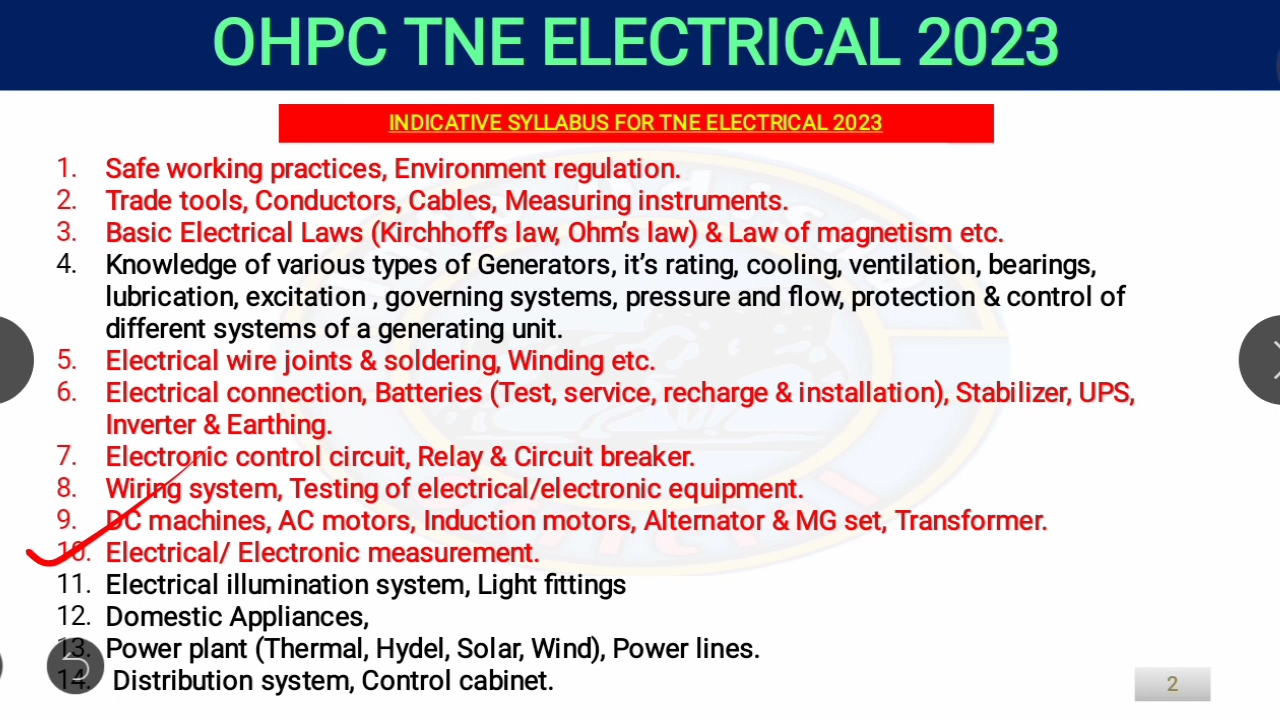 OHPC TNE ELECTRICAL 2023
INDICATIVE SYLLABUS FOR TNE ELECTRICAL 2023
1. Safe working practices, Environment regulation.
2. Trade tools, Conductors, Cables, Measuring instruments.
3. Basic Electrical Laws (Kirchhoff's law, Ohm's law) & Law of magnetism etc.
4. Knowledge of various types of Generators, it's rating, cooling, ventilation, bearings,
lubrication, excitation , governing systems, pressure and flow, protection & control of
different systems of a generating unit.
5. Electrical wire joints & soldering, Winding etc.
6. Electrical connection, Batteries (Test, service, recharge & installation), Stabilizer, UPS,
Inverter & Earthing.
7. Electronic control circuit, Relay & Circuit breaker.
8. Wiring system, Testing of electrical/electronic equipment.
9. DC machines, AC motors, Induction motors, Alternator & MG set, Transformer.
10. Electrical/ Electronic measurement.
11. Electrical illumination system, Light fittings
12. Domestic Appliances,
13. Power plant (Thermal, Hydel, Solar, Wind), Power lines.
14. Distribution system, Control cabinet.
2